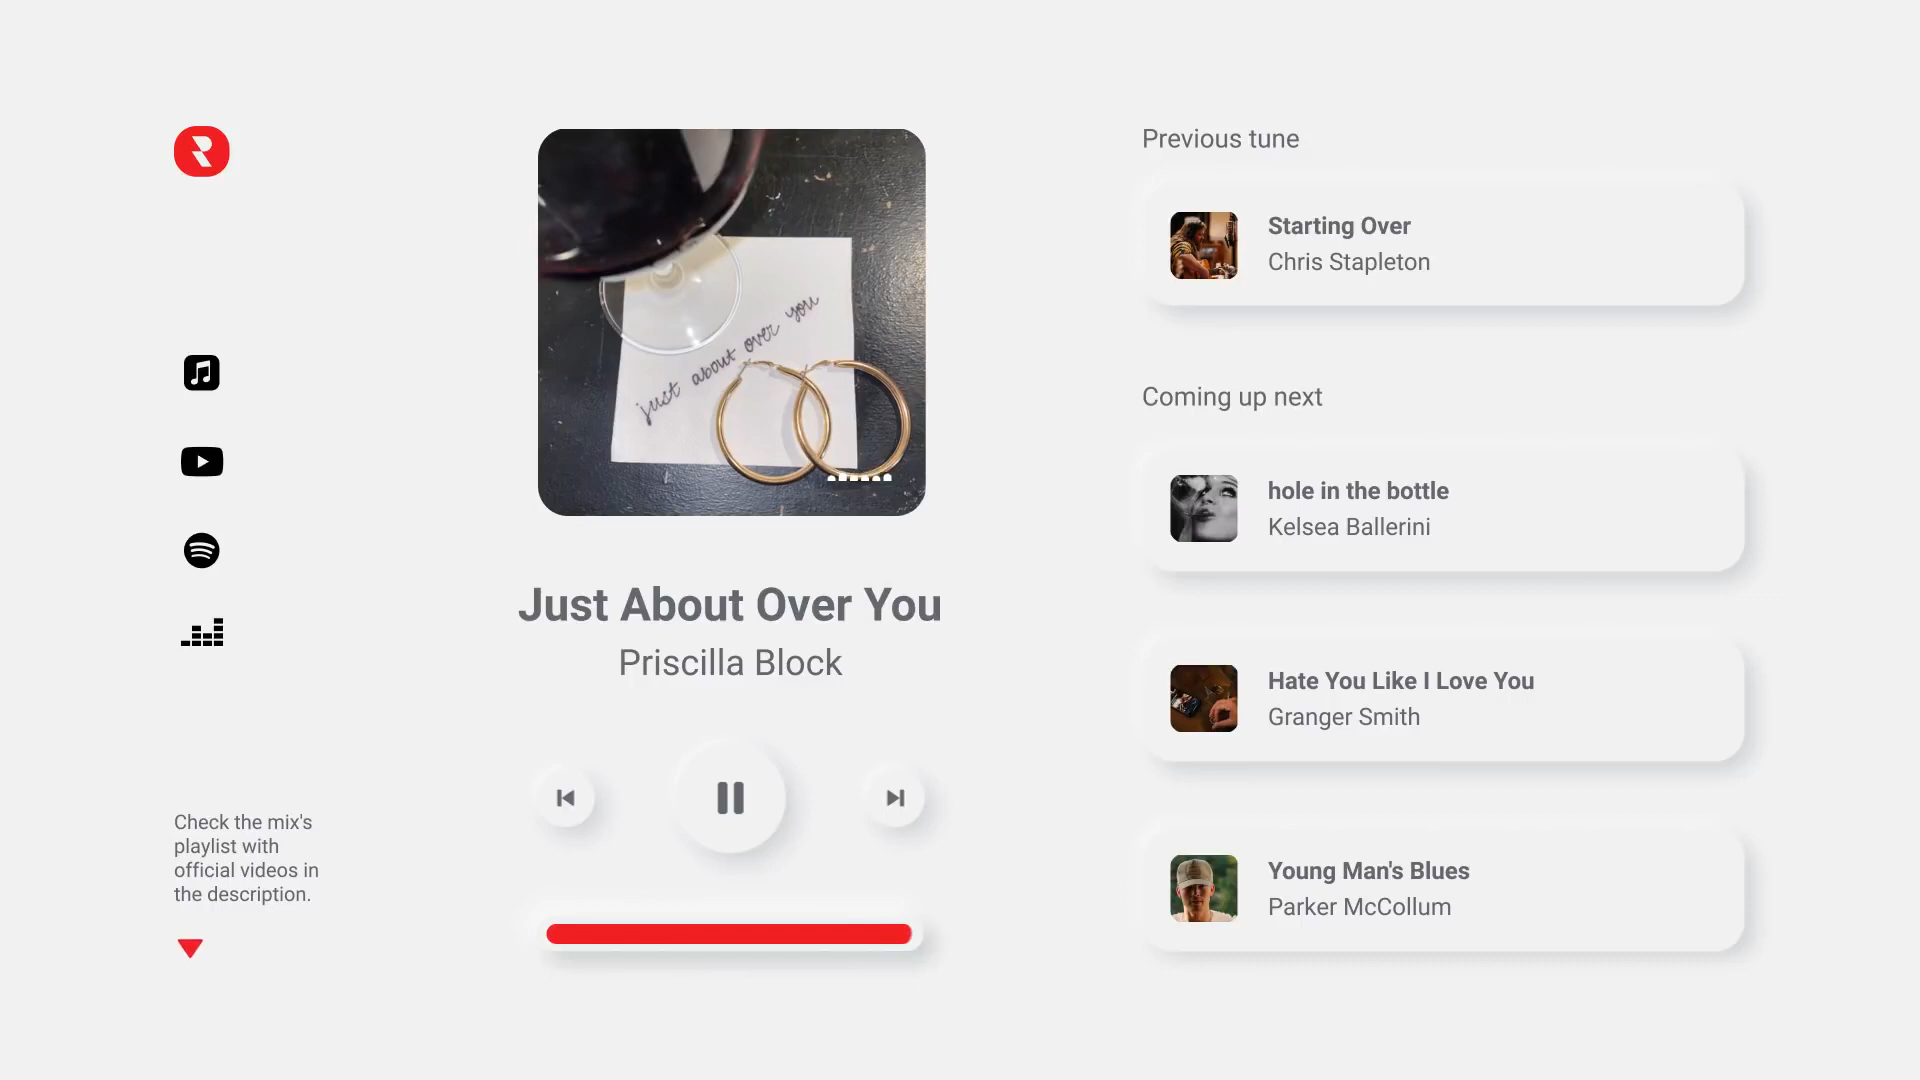 just about over you
Just About Over You
Priscilla Block
Check the mix's
playlist with
official videos in
the description.
Previous tune
Starting Over
Chris Stapleton
Coming up next
hole in the bottle
Kelsea Ballerini
Hate You Like I Love You
Granger Smith
Young Man's Blues
Parker McCollum